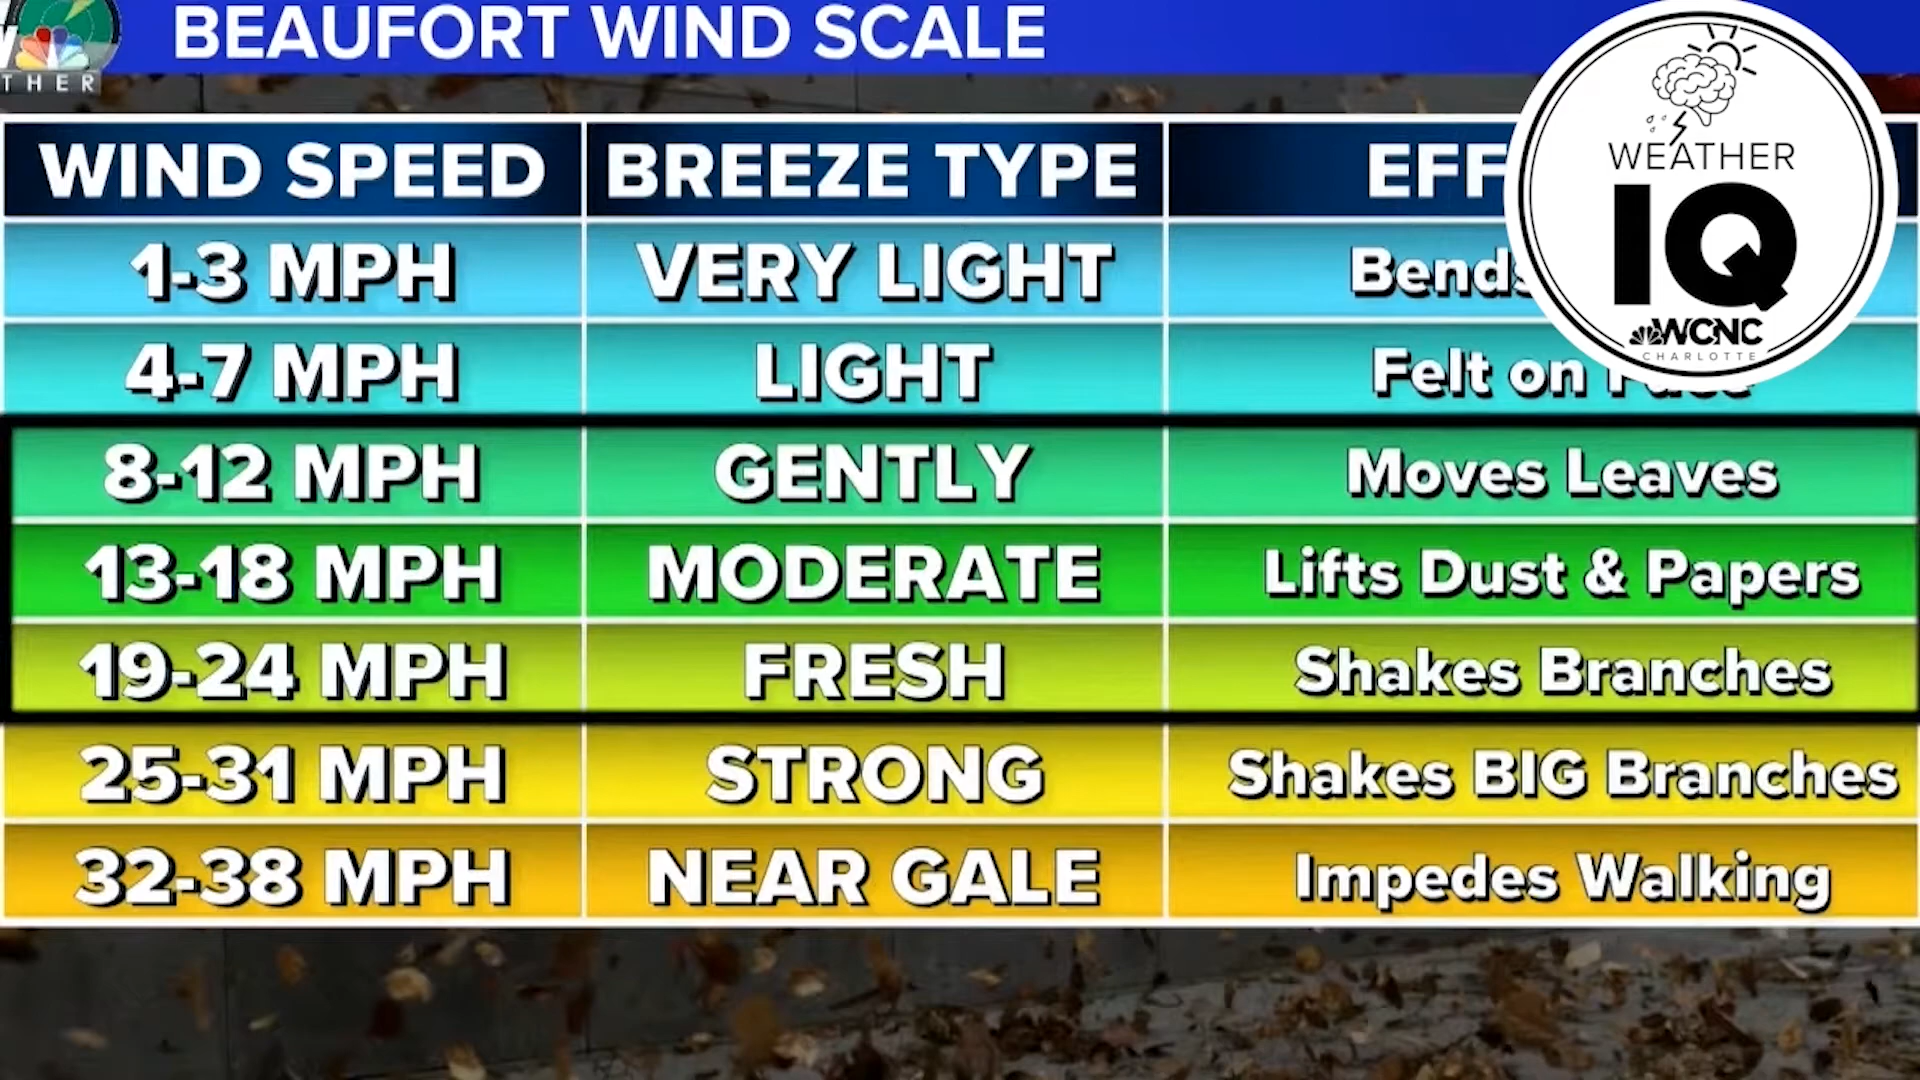 BEAUFORT WIND SCALE
THER
WIND SPEED BREEZE TYPE EFF
WEATHER
IQ
WCNC
CHARLOTTE
1-3 MPH VERY LIGHT Bends
4-7 MPH LIGHT Felt on
8-12 MPH GENTLY Moves Leaves
13-18 MPH MODERATE Lifts Dust & Papers
19-24 MPH FRESH Shakes Branches
25-31 MPH STRONG Shakes BIG Branches
32-38 MPH NEAR GALE Impedes Walking